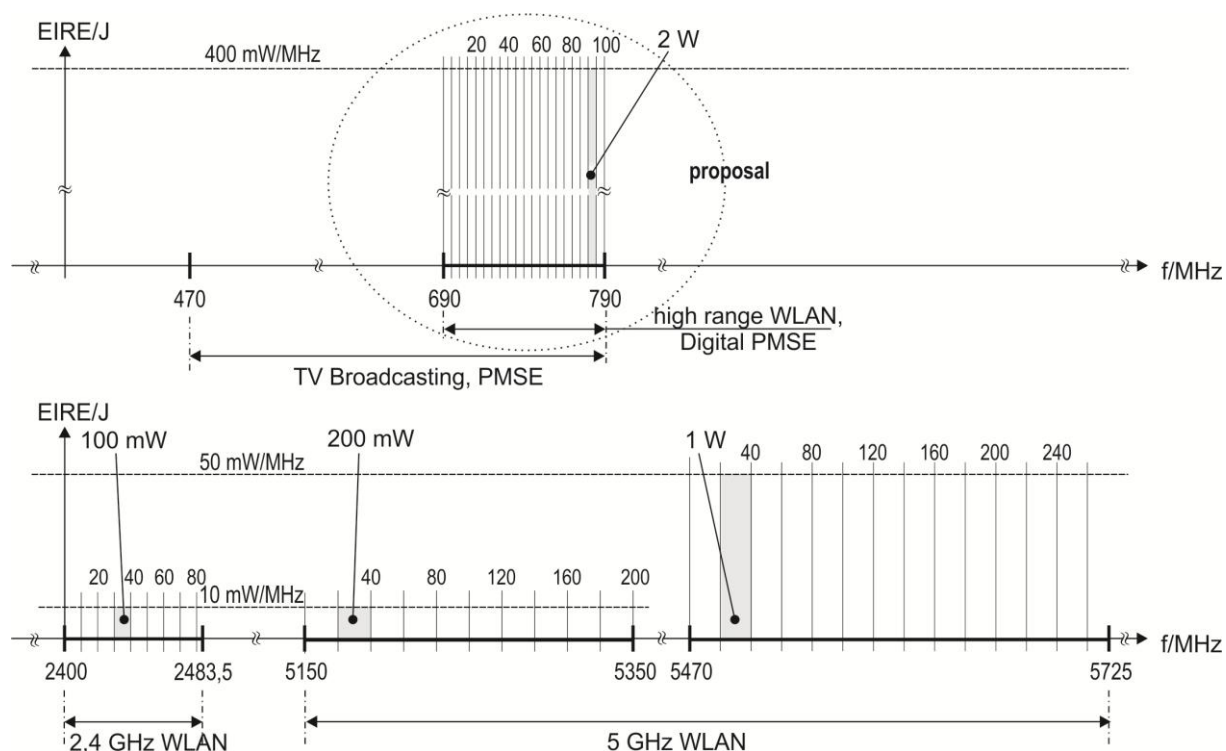 EIRE/J
400 mW/MHz
20 40 60 80 100
2 W
proposal
f/MHz
470
690
790
high range WLAN,
Digital PMSE
TV Broadcasting, PMSE
EIRE/J
100 mW
200 mW
1 W
50 mW/MHz
40 80 120 160 200 240
20 40 60 80
10 mW/MHz
40 80 120 160 200
f/MHz
2400
2483,5
5150
5350
5470
5725
2,4 GHz WLAN
5 GHz WLAN